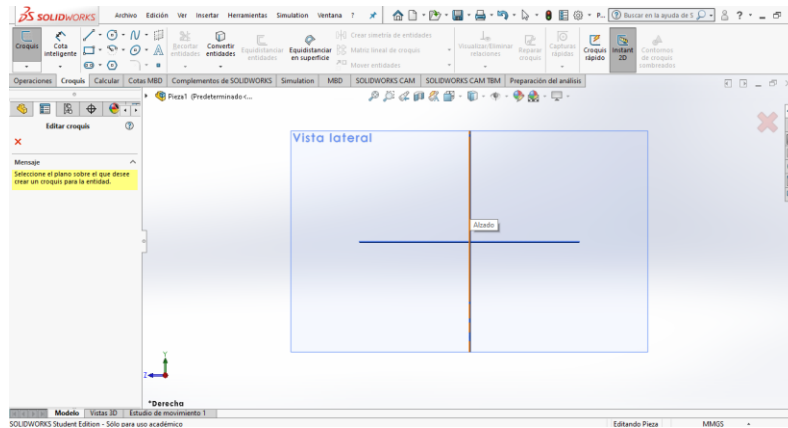 SOLIDWORKS Archivo Edición Ver Insertar Herramientas Simulation Ventana ? P... Buscar en la ayuda de S ?
Croquis Cota inteligente Recortar entidades Convertir entidades Equidistanciar entidades Equidistanciar en superficie Crear simetría de entidades Matriz lineal de croquis Mover entidades Visualizar/Eliminar relaciones Reparar croquis Capturas rápidas Croquis rápido Instant 2D Contornos de croquis combreados
Operaciones Croquis Calcular Cotas MBD Complementos de SOLIDWORKS Simulation MBD SOLIDWORKS CAM SOLIDWORKS CAM TBM Preparación del análisis
Pieza1 (Predeterminado<...
Editar croquis
Mensaje
Seleccione el plano sobre el que desee
crear un croquis para la entidad.
Vista lateral
Alzado
Y
Z
*Derecha
Modelo Vistas 3D Estudio de movimiento 1
SOLIDWORKS Student Edition - Sólo para uso académico Editando Pieza MMGS